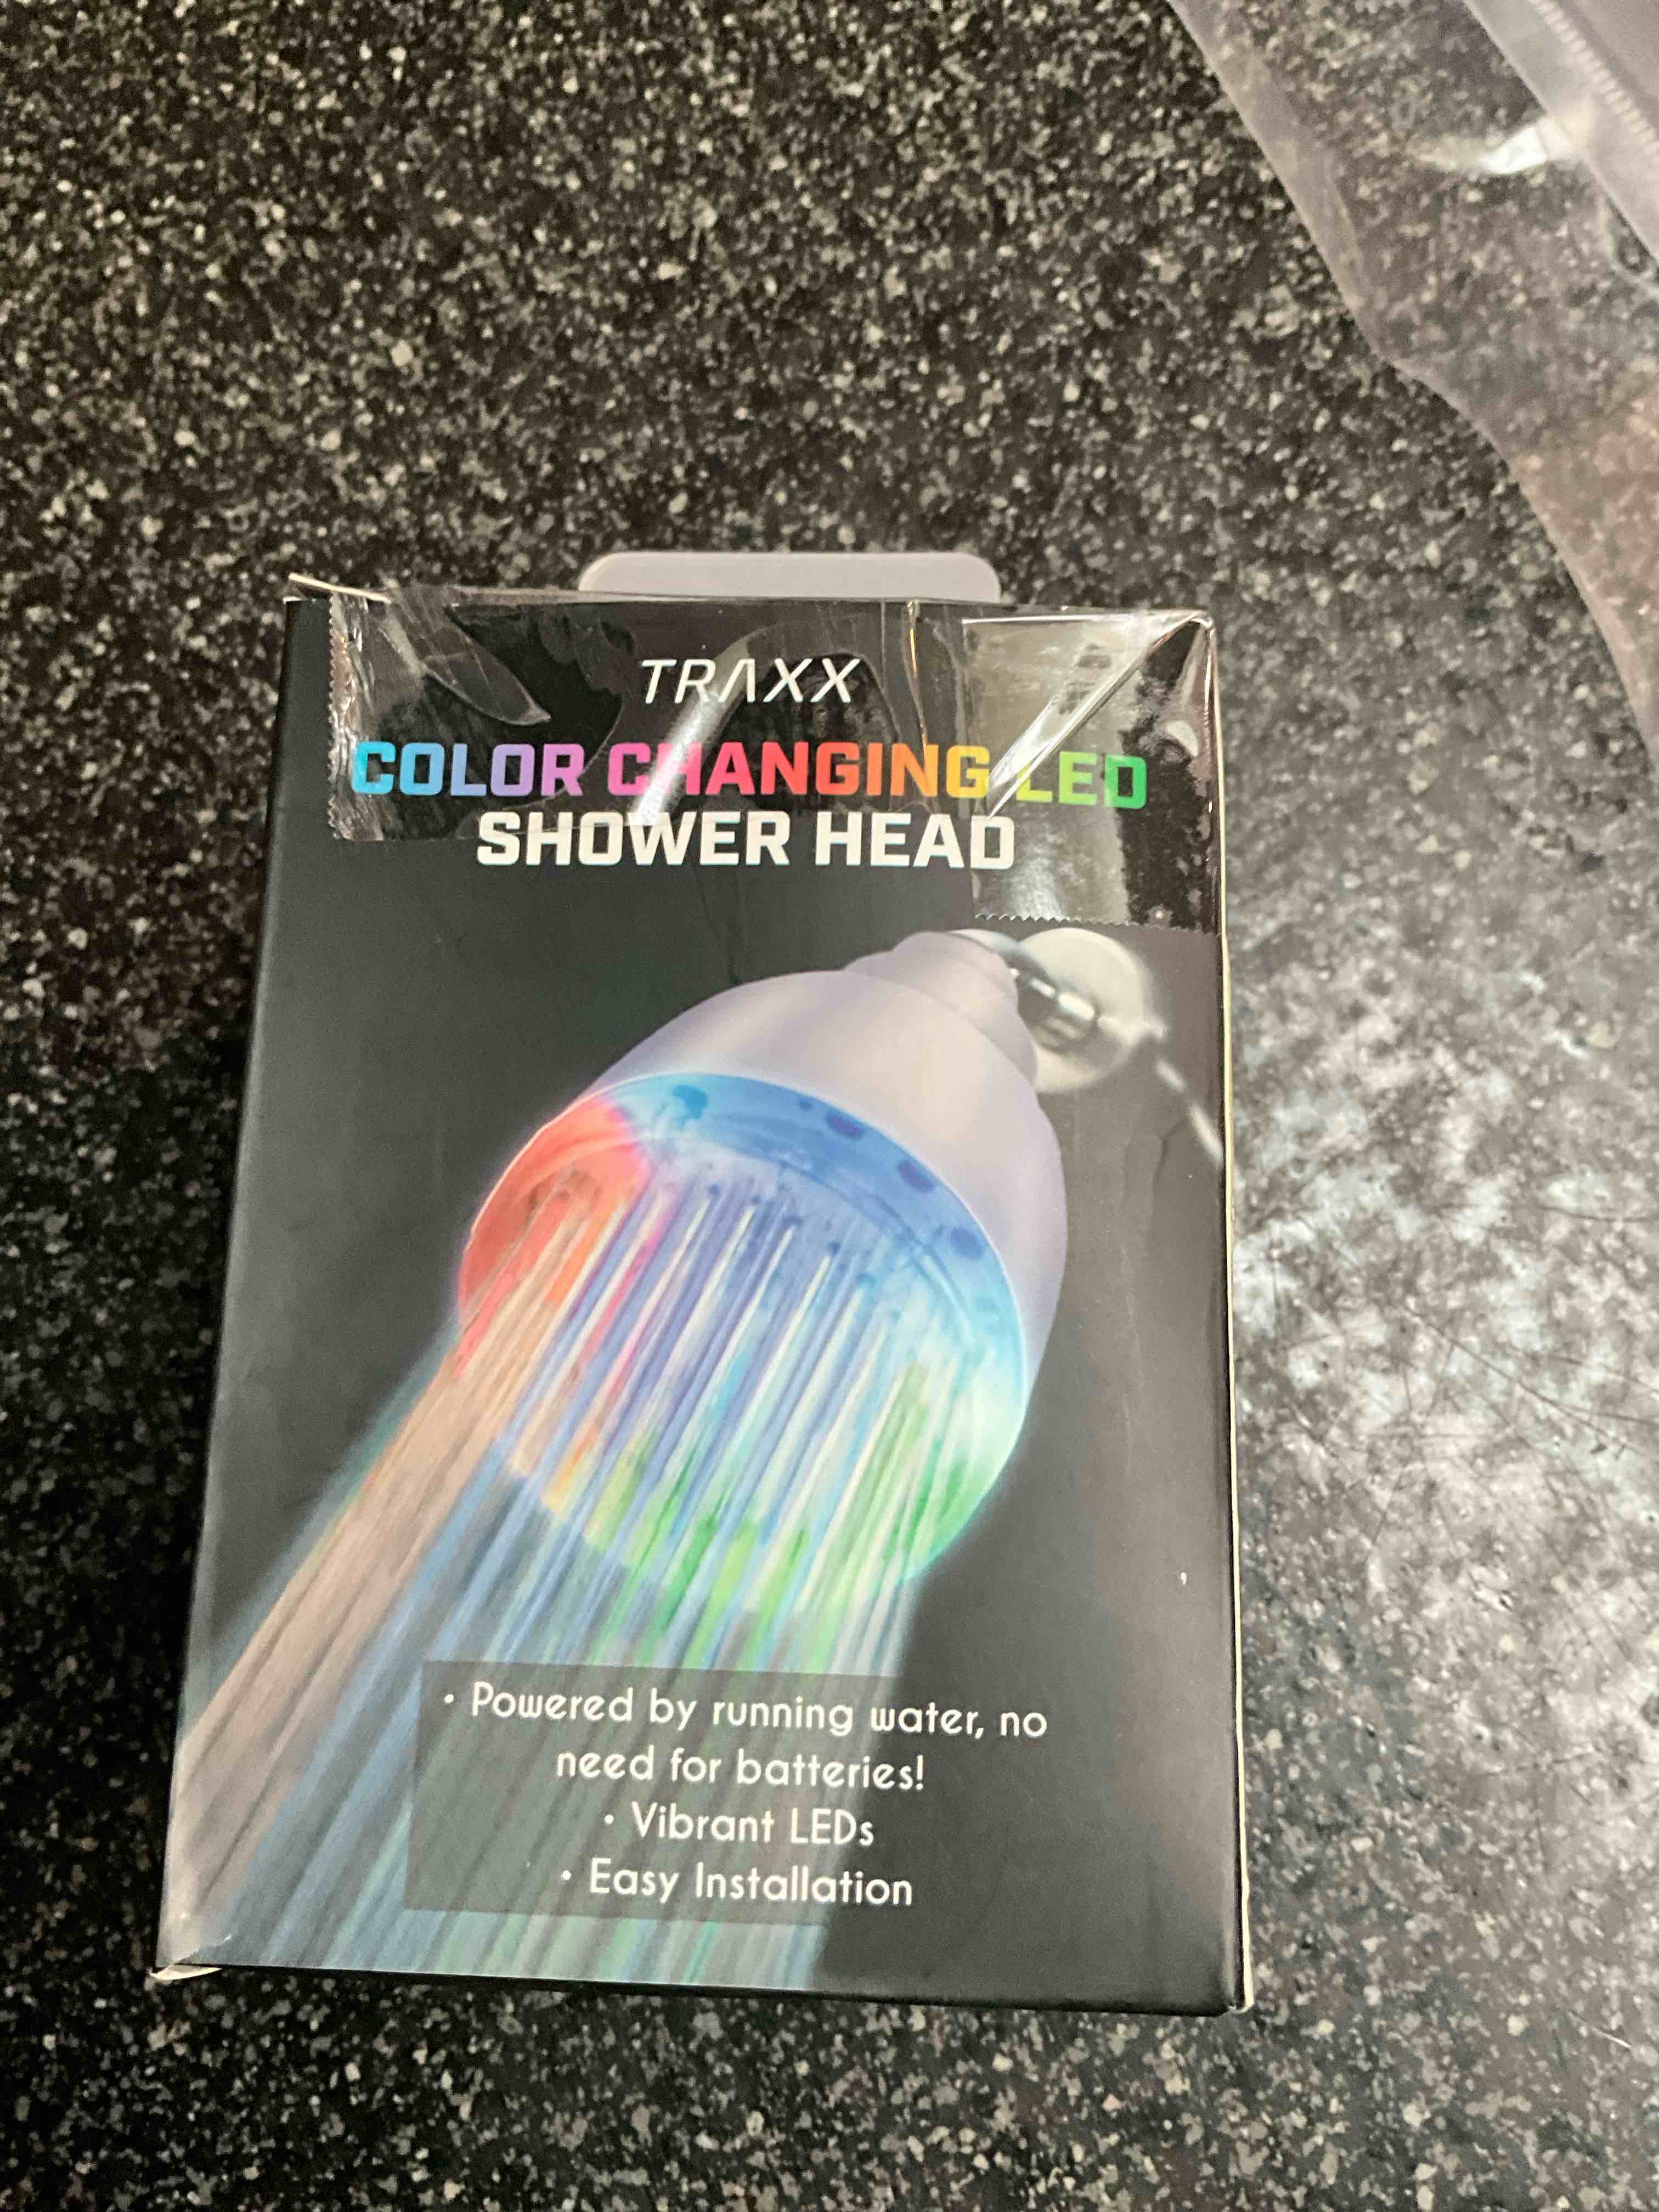 TRAXX
COLOR CHANGING LED
SHOWER HEAD
• Powered by running water, no
need for batteries!
• Vibrant LEDs
• Easy Installation